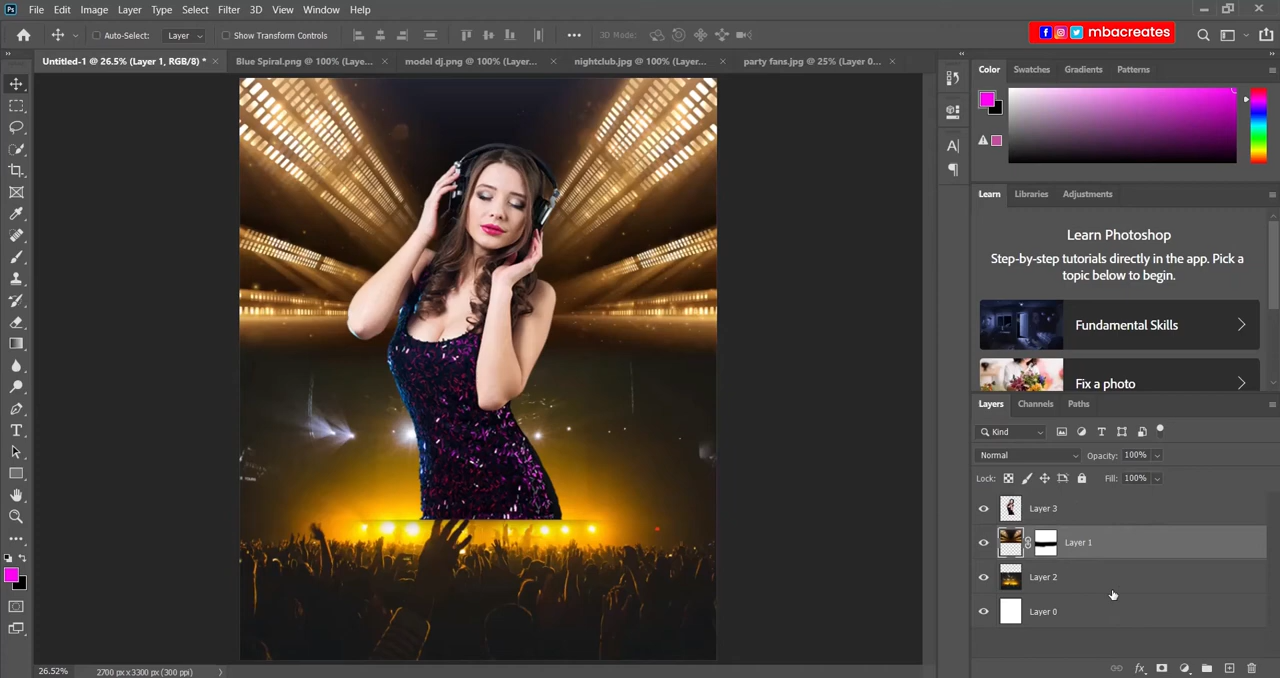 Ps File Edit Image Layer Type Select Filter 3D View Window Help
Auto-Select: Layer Show Transform Controls 3D Mode: mbacreates
Untitled-1 @ 26.5% (Layer 1, RGB/8) * Blue Spiral.png @ 100% (Laye... model dj.png @ 100% (Layer... nightclub.jpg @ 100% (Layer... party fans.jpg @ 25% (Layer 0...
Color Swatches Gradients Patterns
Learn Libraries Adjustments
Learn Photoshop
Step-by-step tutorials directly in the app. Pick a
topic below to begin.
Fundamental Skills
Fix a photo
Layers Channels Paths
Kind
Normal Opacity: 100%
Lock: Fill: 100%
Layer 3
Layer 1
Layer 2
Layer 0
26.52% 2700 px x 3300 px (300 ppi)